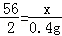 56/2 = x/0.4g